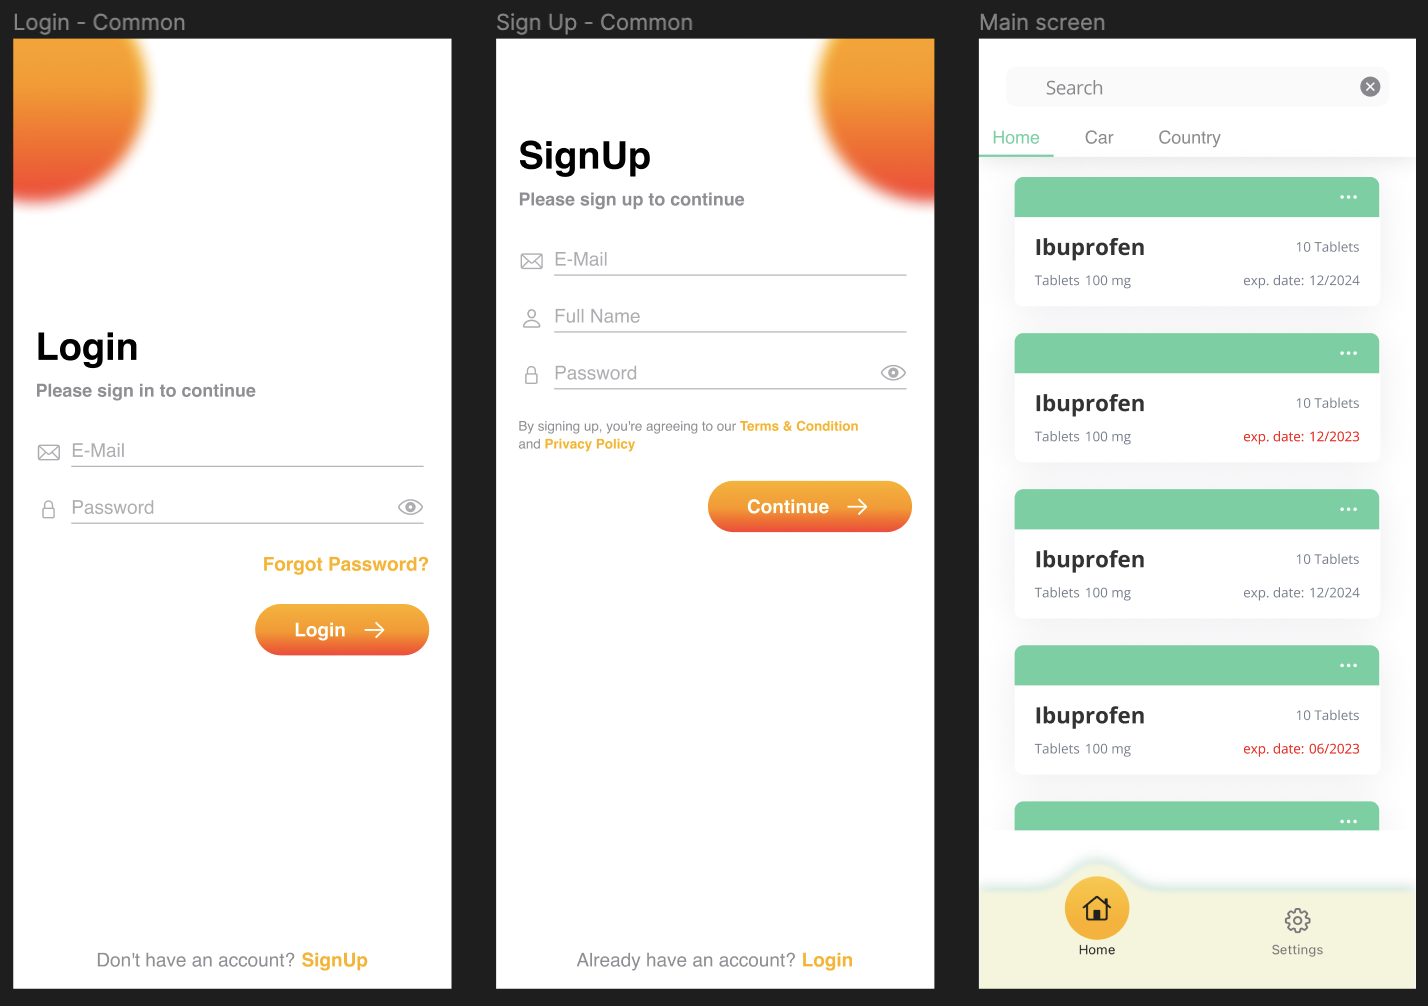 Login - Common
Login
Please sign in to continue
E-Mail
Password
Forgot Password?
Login
Don't have an account? SignUp
Sign Up - Common
SignUp
Please sign up to continue
E-Mail
Full Name
Password
By signing up, you're agreeing to our Terms & Condition
and Privacy Policy
Continue
Already have an account? Login
Main screen
Search
Home Car Country
Ibuprofen 10 Tablets
Tablets 100 mg exp. date: 12/2024
Ibuprofen 10 Tablets
Tablets 100 mg exp. date: 12/2023
Ibuprofen 10 Tablets
Tablets 100 mg exp. date: 12/2024
Ibuprofen 10 Tablets
Tablets 100 mg exp. date: 06/2023
Home Settings